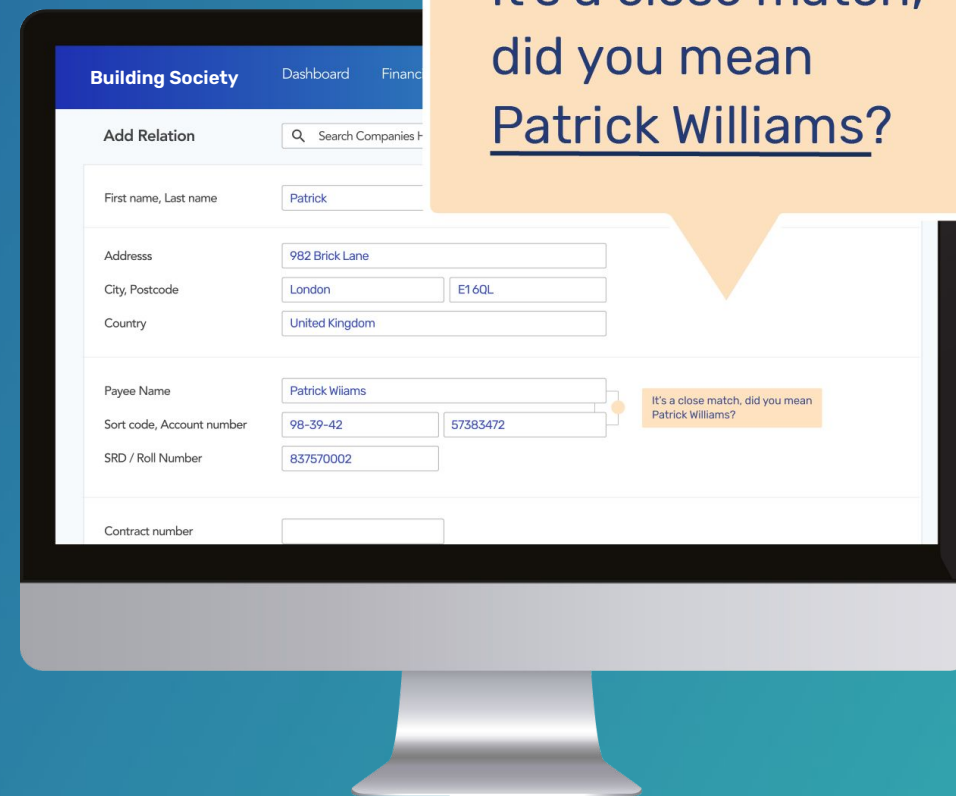 did you mean
Patrick Williams?
Building Society Dashboard
Add Relation Search Companies
First name, Last name Patrick
Addresss 982 Brick Lane
City, Postcode London E1 6QL
Country United Kingdom
Payee Name Patrick Wiiams
It's a close match, did you mean
Patrick Williams?
Sort code, Account number 98-39-42 57383472
SRD / Roll Number 837570002
Contract number